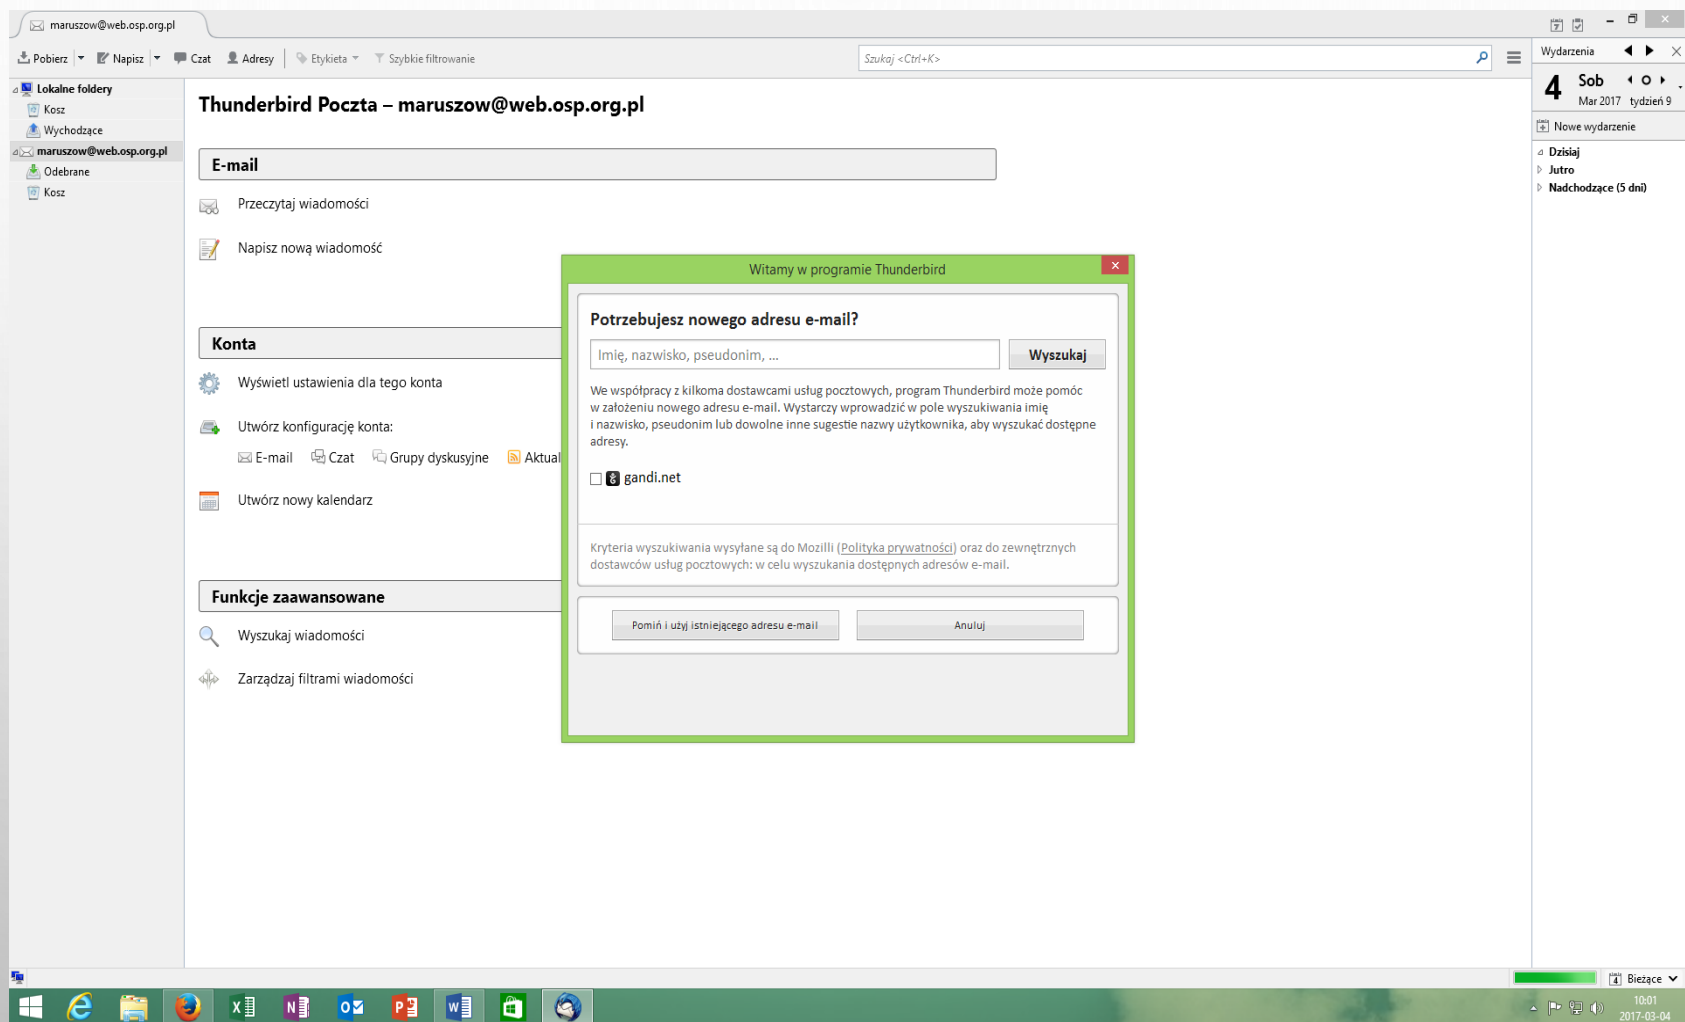 maruszow@web.osp.org.pl
Pobierz
Napisz
Czat
Adresy
Etykieta
Szybkie filtrowanie
Szukaj <Ctrl+K>
Wydarzenia
Lokalne foldery
Kosz
Wychodzące
maruszow@web.osp.org.pl
Odebrane
Kosz
Thunderbird Poczta – maruszow@web.osp.org.pl
E-mail
Przeczytaj wiadomości
Napisz nową wiadomość
Konta
Wyświetl ustawienia dla tego konta
Utwórz konfigurację konta:
E-mail Czat Grupy dyskusyjne Aktual
Utwórz nowy kalendarz
Funkcje zaawansowane
Wyszukaj wiadomości
Zarządzaj filtrami wiadomości
Witamy w programie Thunderbird
Potrzebujesz nowego adresu e-mail?
Imię, nazwisko, pseudonim, ...
Wyszukaj
We współpracy z kilkoma dostawcami usług pocztowych, program Thunderbird może pomóc
w założeniu nowego adresu e-mail. Wystarczy wprowadzić w pole wyszukiwania imię
i nazwisko, pseudonim lub dowolne inne sugestie nazwy użytkownika, aby wyszukać dostępne
adresy.
gandi.net
Kryteria wyszukiwania wysyłane są do Mozilli (Polityka prywatności) oraz do zewnętrznych
dostawców usług pocztowych: w celu wyszukania dostępnych adresów e-mail.
Pomiń i użyj istniejącego adresu e-mail
Anuluj
4
Sob
Mar 2017 tydzień 9
Nowe wydarzenie
Dzisiaj
Jutro
Nadchodzące (5 dni)
Bieżące
10:01
2017-03-04